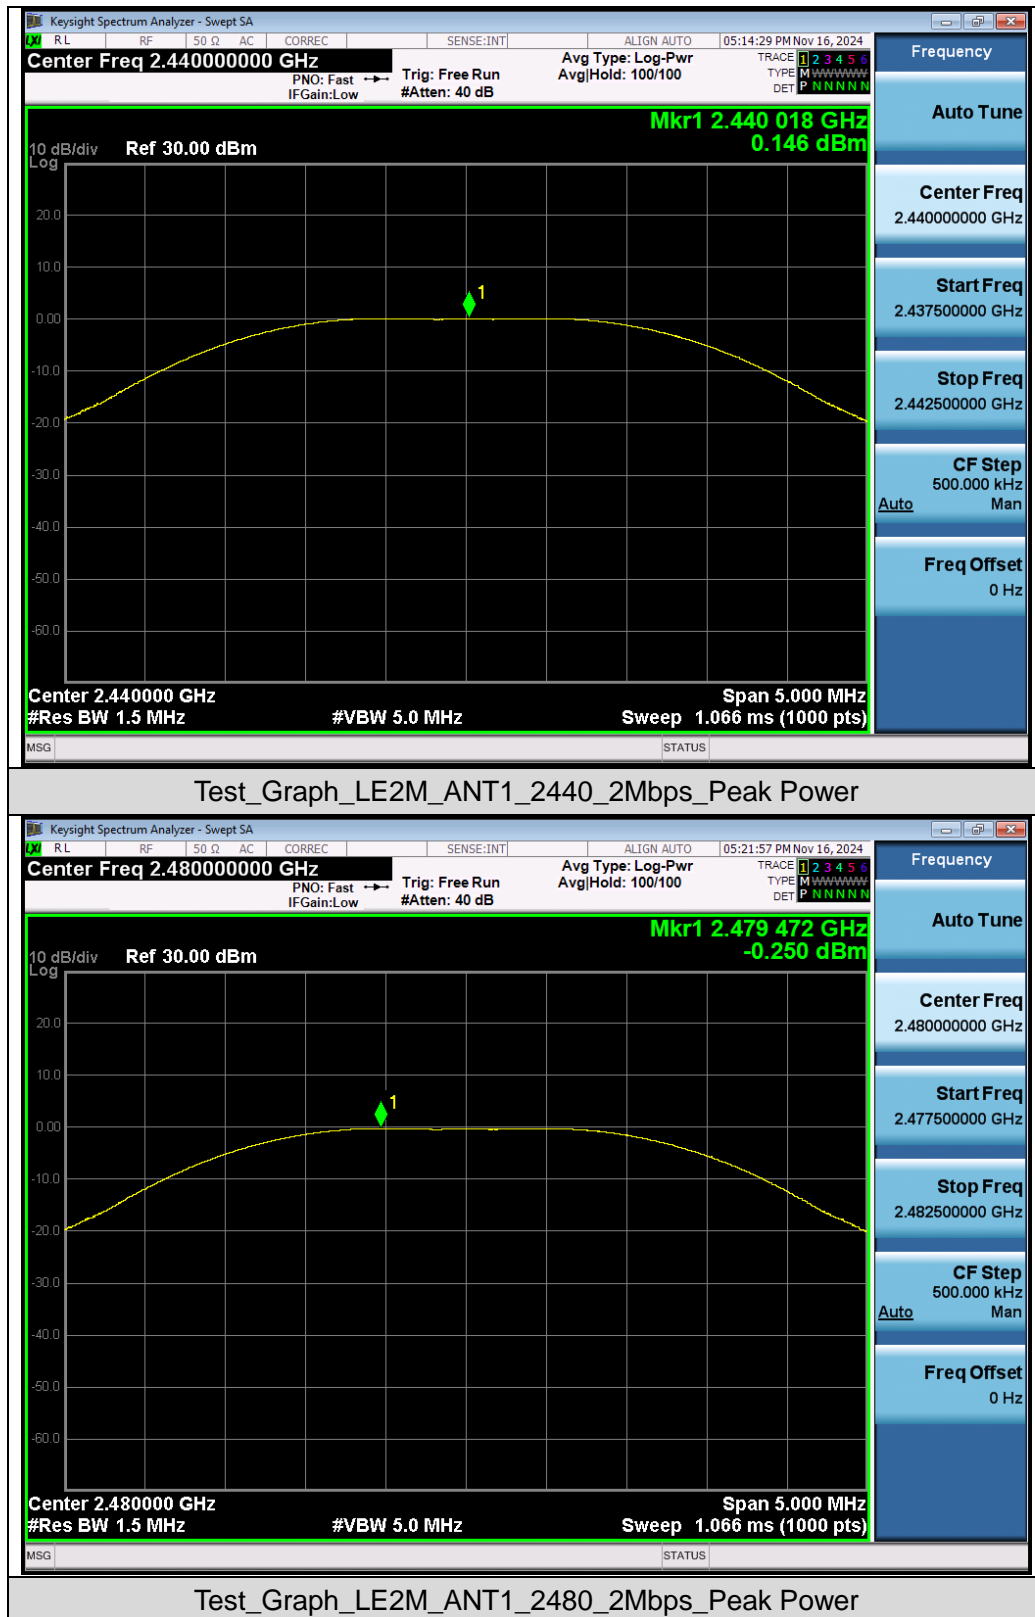 Keysight Spectrum Analyzer - Swept SA
LXI RL RF 50 Ω AC CORREC SENSE:INT ALIGN AUTO 05:14:29 PM Nov 16, 2024
Center Freq 2.440000000 GHz
PNO: Fast
IFGain:Low
Trig: Free Run
#Atten: 40 dB
Avg Type: Log-Pwr
Avg|Hold: 100/100
TRACE 1 2 3 4 5 6
TYPE M WWWWW
DET P N N N N N
Mkr1 2.440 018 GHz
0.146 dBm
10 dB/div Ref 30.00 dBm
Log
20.0
10.0
1
0.00
-10.0
-20.0
-30.0
-40.0
-50.0
-60.0
Center 2.440000 GHz Span 5.000 MHz
#Res BW 1.5 MHz #VBW 5.0 MHz Sweep 1.066 ms (1000 pts)
MSG STATUS
Frequency
Auto Tune
Center Freq
2.440000000 GHz
Start Freq
2.437500000 GHz
Stop Freq
2.442500000 GHz
CF Step
500.000 kHz
Auto Man
Freq Offset
0 Hz
Test_Graph_LE2M_ANT1_2440_2Mbps_Peak Power
Keysight Spectrum Analyzer - Swept SA
LXI RL RF 50 Ω AC CORREC SENSE:INT ALIGN AUTO 05:21:57 PM Nov 16, 2024
Center Freq 2.480000000 GHz
PNO: Fast
IFGain:Low
Trig: Free Run
#Atten: 40 dB
Avg Type: Log-Pwr
Avg|Hold: 100/100
TRACE 1 2 3 4 5 6
TYPE M WWWWW
DET P N N N N N
Mkr1 2.479 472 GHz
-0.250 dBm
10 dB/div Ref 30.00 dBm
Log
20.0
10.0
1
0.00
-10.0
-20.0
-30.0
-40.0
-50.0
-60.0
Center 2.480000 GHz Span 5.000 MHz
#Res BW 1.5 MHz #VBW 5.0 MHz Sweep 1.066 ms (1000 pts)
MSG STATUS
Frequency
Auto Tune
Center Freq
2.480000000 GHz
Start Freq
2.477500000 GHz
Stop Freq
2.482500000 GHz
CF Step
500.000 kHz
Auto Man
Freq Offset
0 Hz
Test_Graph_LE2M_ANT1_2480_2Mbps_Peak Power